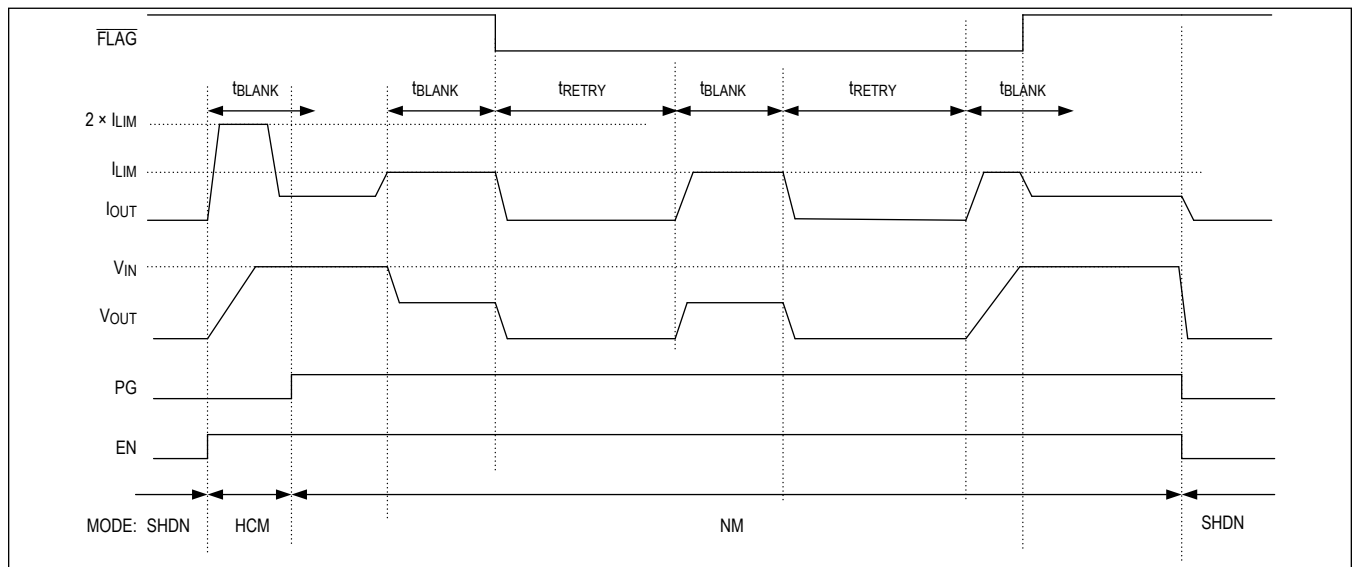 FLAG
tBLANK tBLANK tRETRY tBLANK tRETRY tBLANK
2 × ILIM
ILIM
IOUT
VIN
VOUT
PG
EN
MODE: SHDN HCM NM SHDN